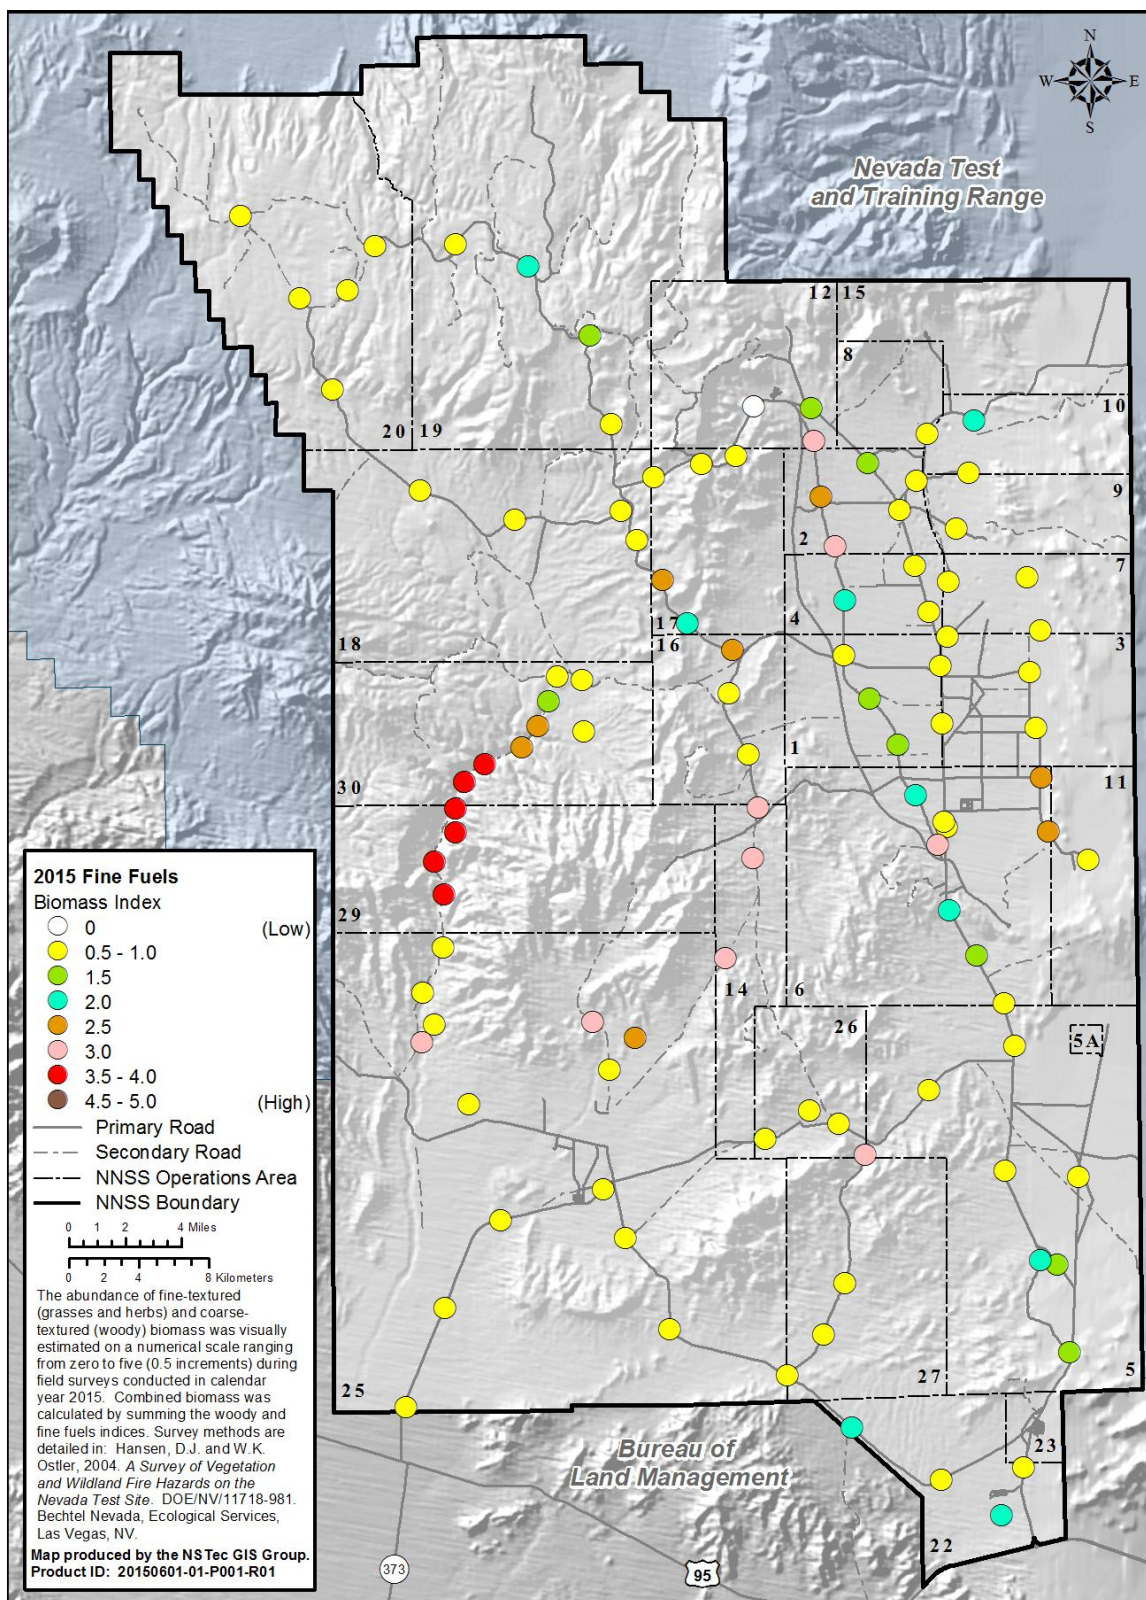 N
W E
S
Nevada Test
and Training Range
12 15
8
10
20 19
9
2
7
17 4
18 16 3
1
30 11
29
14 6
26
5A
25 27 5
23
22
Bureau of
Land Management
373
95
2015 Fine Fuels
Biomass Index
0 (Low)
0.5 - 1.0
1.5
2.0
2.5
3.0
3.5 - 4.0
4.5 - 5.0 (High)
Primary Road
Secondary Road
NNSS Operations Area
NNSS Boundary
0 1 2 4 Miles
0 2 4 8 Kilometers
The abundance of fine-textured
(grasses and herbs) and coarse-
textured (woody) biomass was visually
estimated on a numerical scale ranging
from zero to five (0.5 increments) during
field surveys conducted in calendar
year 2015. Combined biomass was
calculated by summing the woody and
fine fuels indices. Survey methods are
detailed in: Hansen, D.J. and W.K.
Ostler, 2004. A Survey of Vegetation
and Wildland Fire Hazards on the
Nevada Test Site. DOE/NV/11718-981.
Bechtel Nevada, Ecological Services,
Las Vegas, NV.
Map produced by the NSTec GIS Group.
Product ID: 20150601-01-P001-R01